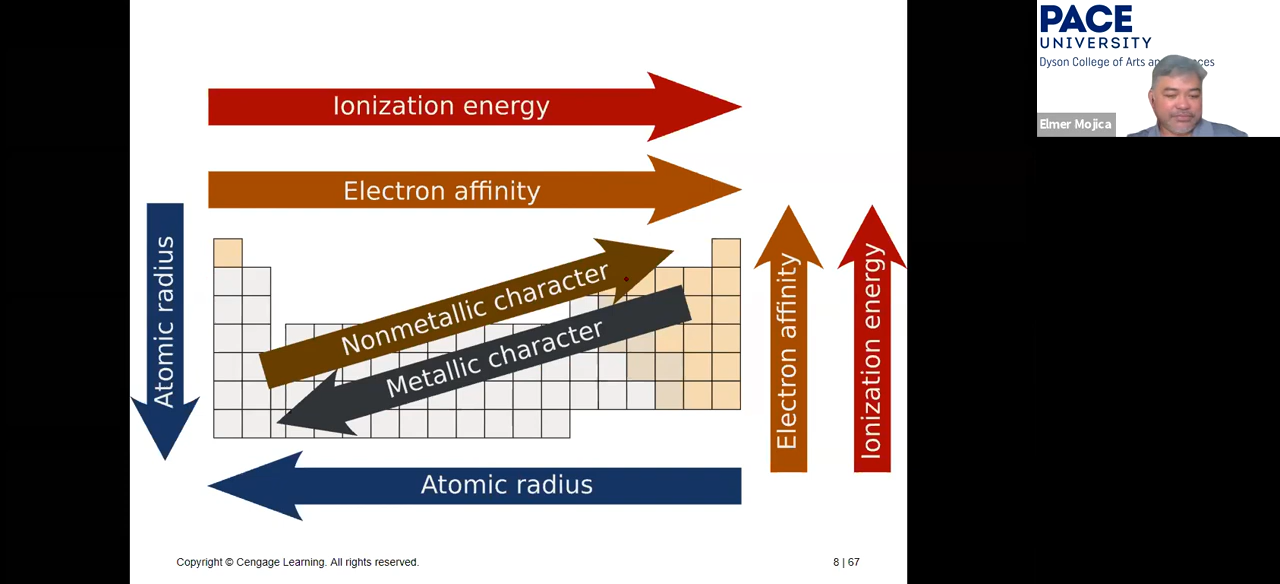 PACE
UNIVERSITY
Dyson College of Arts and Sciences
Elmer Mojica
Ionization energy
Electron affinity
Atomic radius
Nonmetallic character
Metallic character
Electron affinity
Ionization energy
Atomic radius
Copyright © Cengage Learning. All rights reserved.
8 | 67